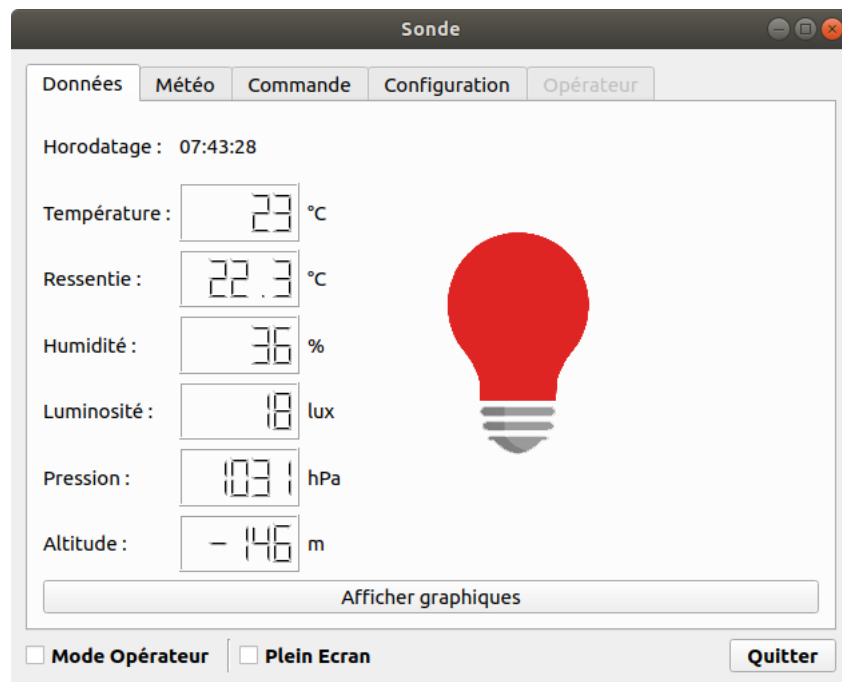 Sonde
Données Météo Commande Configuration Opérateur
Horodatage : 07:43:28
Température : 23 °C
Ressentie : 22.3 °C
Humidité : 36 %
Luminosité : 18 lux
Pression : 1031 hPa
Altitude : -146 m
Afficher graphiques
Mode Opérateur Plein Ecran Quitter